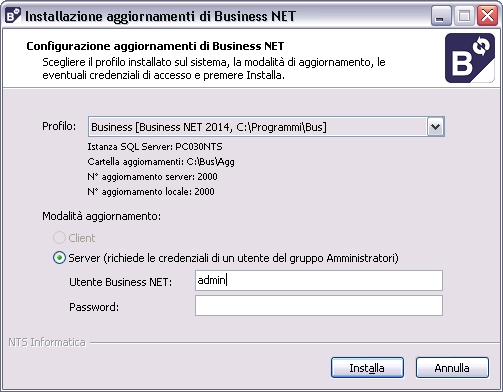 Installazione aggiornamenti di Business NET
Configurazione aggiornamenti di Business NET
Scegliere il profilo installato sul sistema, la modalità di aggiornamento, le
eventuali credenziali di accesso e premere Installa.
B
Profilo:
Business [Business NET 2014, C:\Programmi\Bus]
Istanza SQL Server: PC030NTS
Cartella aggiornamenti: C:\Bus\Agg
N° aggiornamento server: 2000
N° aggiornamento locale: 2000
Modalità aggiornamento:
Client
Server (richiede le credenziali di un utente del gruppo Amministratori)
Utente Business NET:
admin
Password:
NTS Informatica
Installa
Annulla